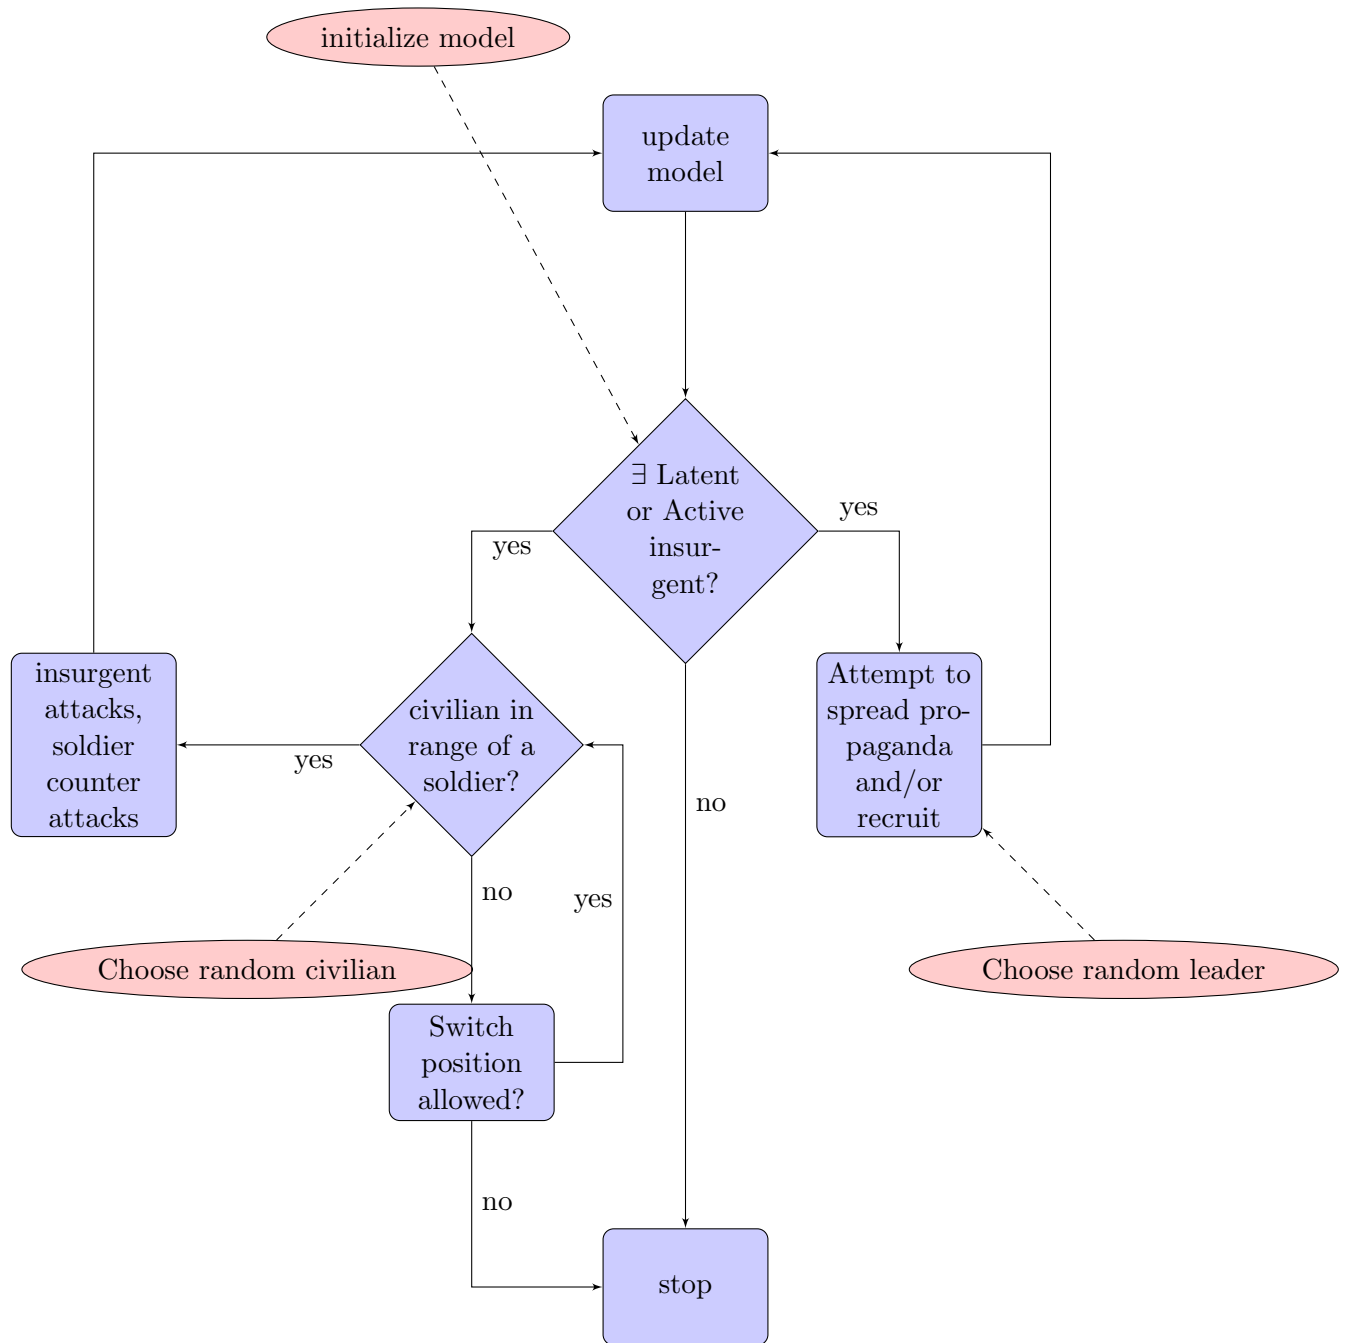 initialize model
update
model
∃ Latent
or Active
insur-
gent?
yes
yes
insurgent
attacks,
soldier
counter
attacks
civilian in
range of a
soldier?
yes
Attempt to
spread pro-
paganda
and/or
recruit
no
no
yes
Choose random civilian
Choose random leader
Switch
position
allowed?
no
stop